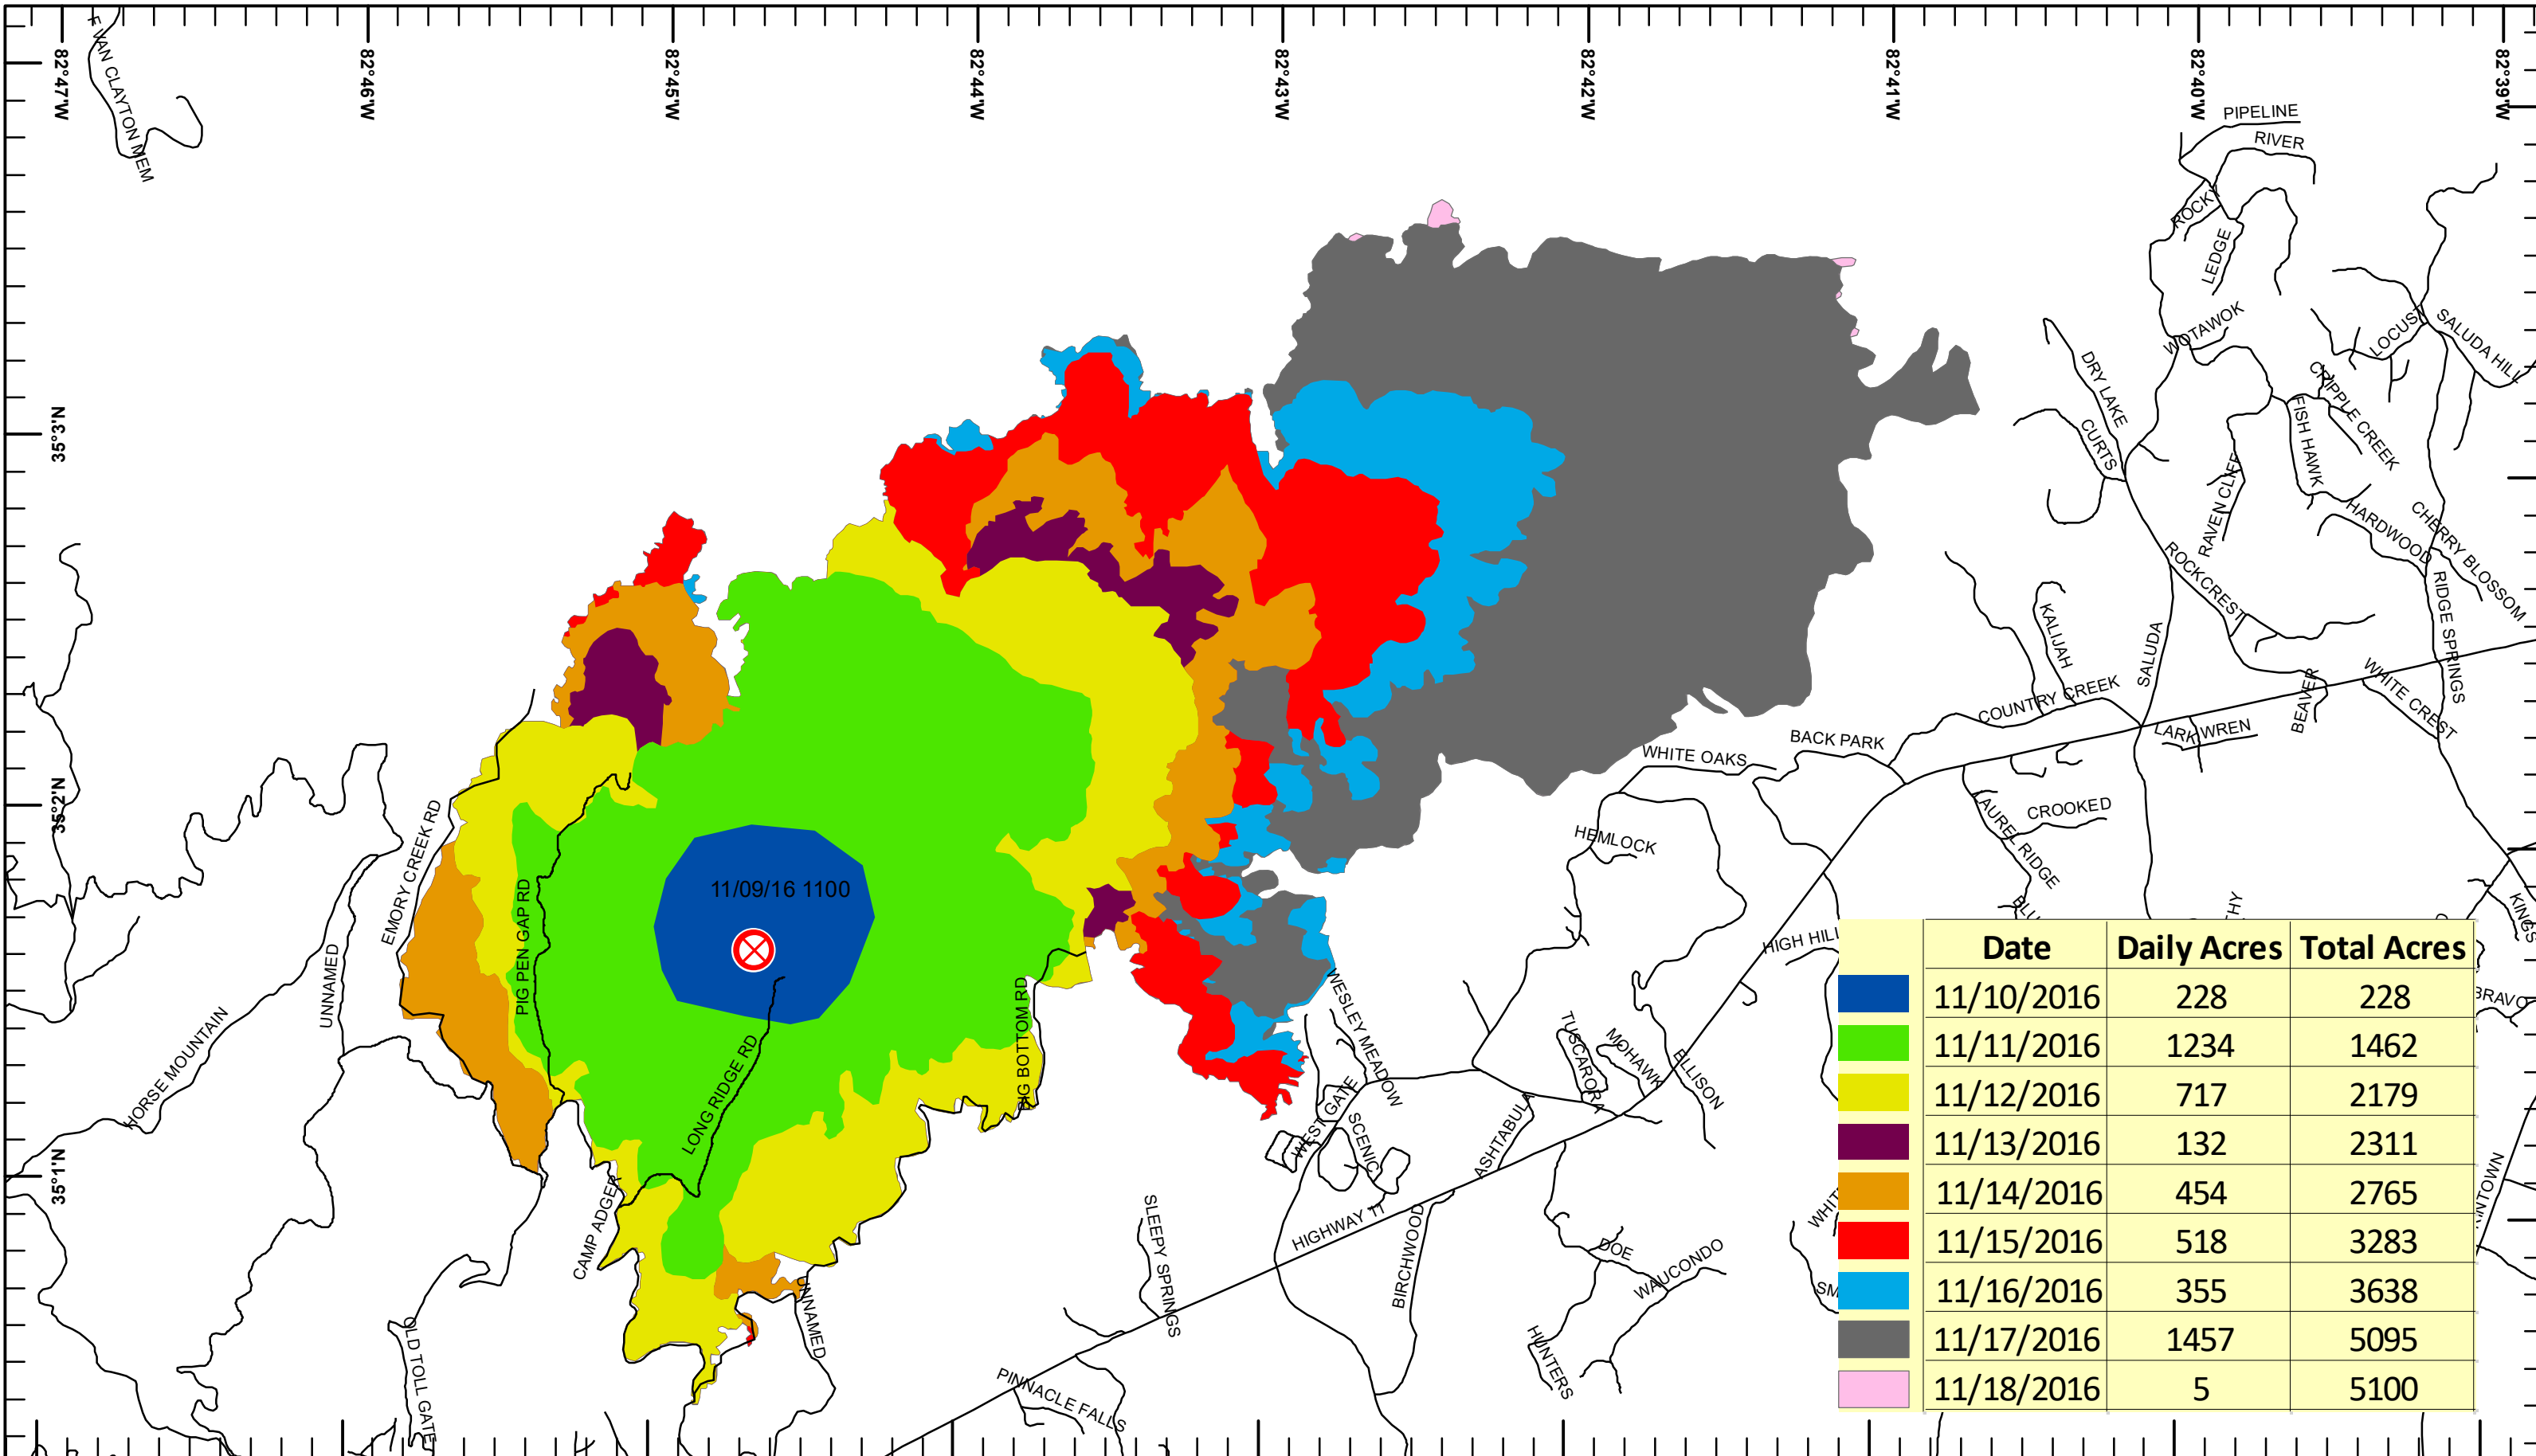 82°47'W
82°46'W
82°45'W
82°44'W
82°43'W
82°42'W
82°41'W
82°40'W
82°39'W
F VAN CLAYTON MEM
PIPELINE
RIVER
ROCKY
LEDGE
WOTAWOK
LOCUST
SALUDA HILL
DRY LAKE
CRIPPLE CREEK
FISH HAWK
35°3'N
CURTS
RAVEN CLIFF
HARDWOOD
CHERRY BLOSSOM
ROCKCREST
RIDGE SPRINGS
KALIJAH
SALUDA
WHITE CREST
BEAVER
COUNTRY CREEK
LARK WREN
BACK PARK
WHITE OAKS
35°2'N
CROOKED
LAUREL RIDGE
HEMLOCK
EMORY CREEK RD
11/09/16 1100
PIG PEN GAP RD
HIGH HILL
KINGS
BRAVO
UNNAMED
HORSE MOUNTAIN
BIG BOTTOM RD
WESLEY MEADOW
TUSCARORA
MOHAWK
ELLISON
LONG RIDGE RD
WEST GATE
SCENIC
ASHTABULA
35°1'N
CAMP ADGER
SLEEPY SPRINGS
HIGHWAY 11
BIRCHWOOD
DOE
WAUCONDO
UNNAMED
HUNTERS
OLD TOLL GATE
PINNACLE FALLS
Date Daily Acres Total Acres
11/10/2016 228 228
11/11/2016 1234 1462
11/12/2016 717 2179
11/13/2016 132 2311
11/14/2016 454 2765
11/15/2016 518 3283
11/16/2016 355 3638
11/17/2016 1457 5095
11/18/2016 5 5100